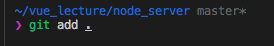 ~/vue_lecture/node_server master*
❯ git add .